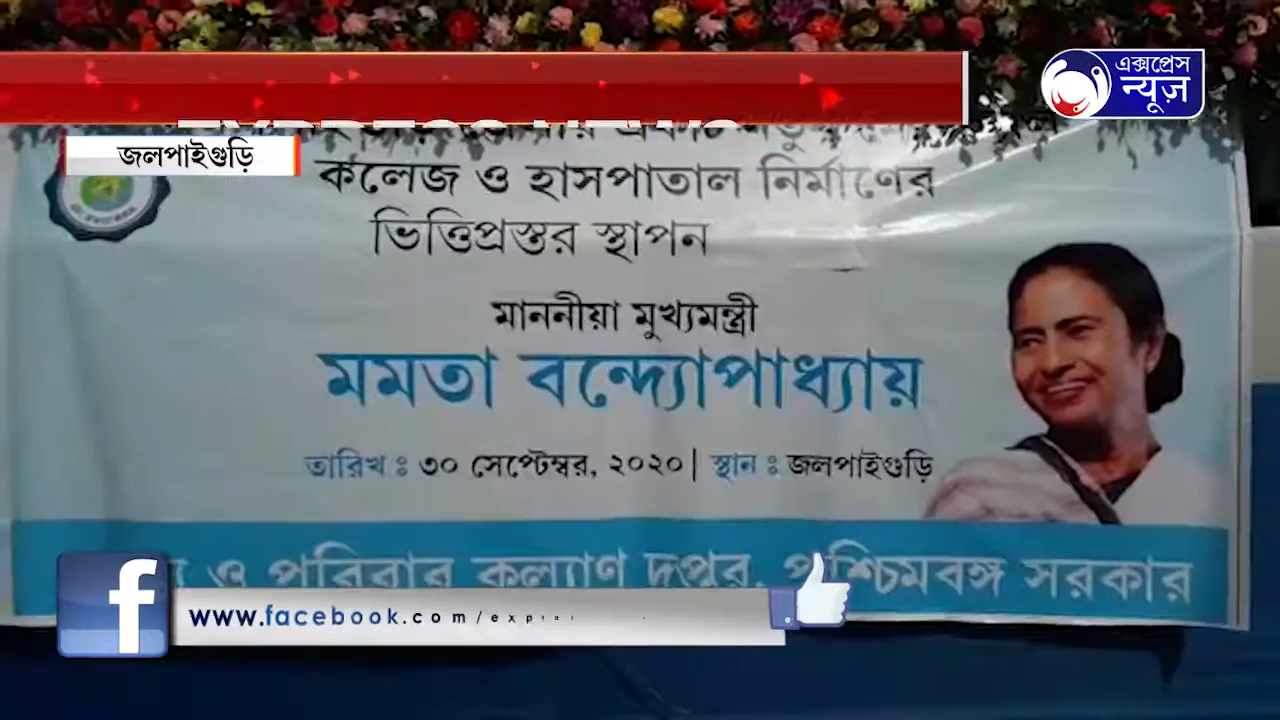 এক্সপ্রেস
ন্যূজ
জলপাইগুড়ি
কলেজ ও হাসপাতাল নির্মাণের
ভিত্তিপ্রস্তর স্থাপন
মাননীয়া মুখ্যমন্ত্রী
মমতা বন্দ্যোপাধ্যায়
তারিখ ঃ ৩০ সেপ্টেম্বর, ২০২০| স্থান ঃ জলপাইগুড়ি
ও পরিবার কল্যাণ দপ্তর, পশ্চিমবঙ্গ সরকার
f
www.facebook.com/